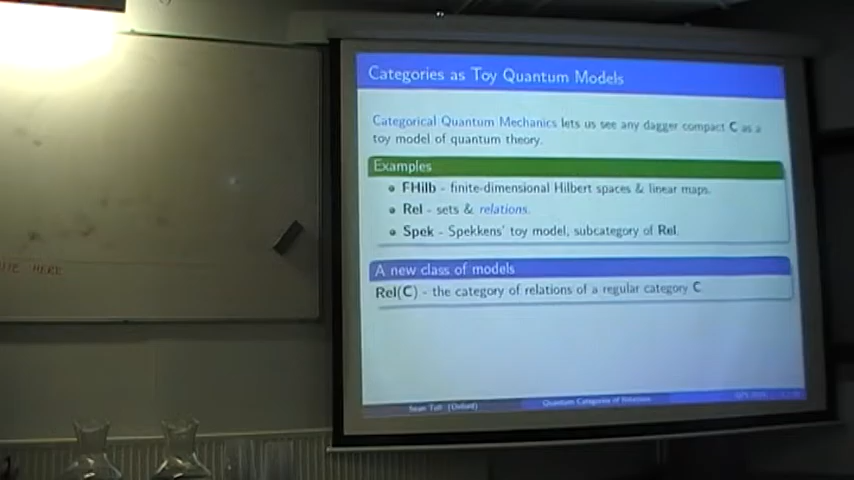 Categories as Toy Quantum Models
Categorical Quantum Mechanics lets us see any dagger compact C as a
toy model of quantum theory.
Examples
FHilb - finite-dimensional Hilbert spaces & linear maps.
Rel - sets & relations.
Spek - Spekkens' toy model, subcategory of Rel.
A new class of models
Rel(C) - the category of relations of a regular category C
HERE
Sean Tull (Oxford) Quantum Categories of Relations